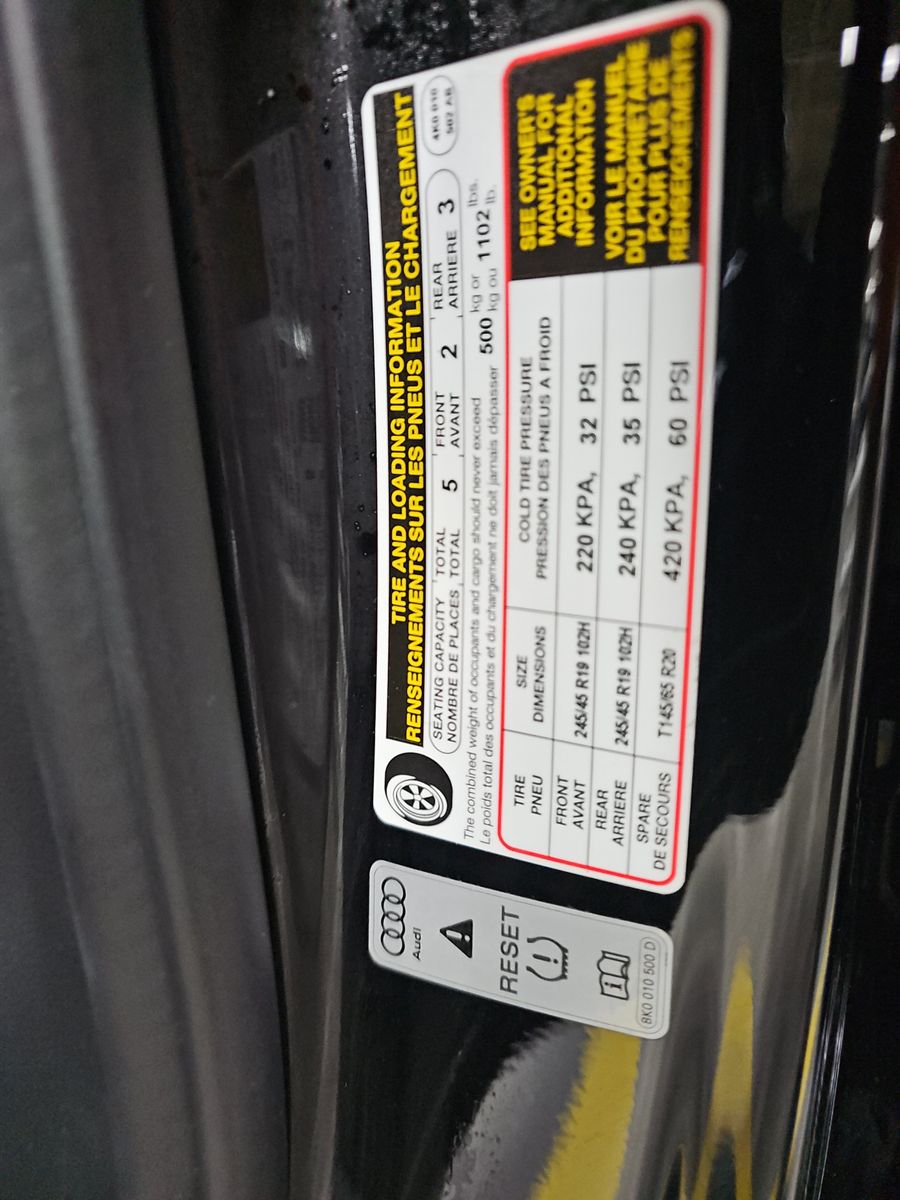 TIRE AND LOADING INFORMATION
RENSEIGNEMENTS SUR LES PNEUS ET LE CHARGEMENT
SEATING CAPACITY TOTAL 5 FRONT 2 REAR 3
NOMBRE DE PLACES TOTAL AVANT ARRIERE
4K0 010
502 AB
The combined weight of occupants and cargo should never exceed 500 kg or 1102 lbs.
Le poids total des occupants et du chargement ne doit jamais dépasser kg ou lb.
TIRE SIZE COLD TIRE PRESSURE
PNEU DIMENSIONS PRESSION DES PNEUS A FROID
FRONT 245/45 R19 102H 220 KPA, 32 PSI
AVANT
REAR 245/45 R19 102H 240 KPA, 35 PSI
ARRIERE
SPARE T145/65 R20 420 KPA, 60 PSI
DE SECOURS
SEE OWNER'S
MANUAL FOR
ADDITIONAL
INFORMATION
VOIR LE MANUEL
DU PROPRIETAIRE
POUR PLUS DE
RENSEIGNEMENTS
Audi
RESET
8K0 010 500 D